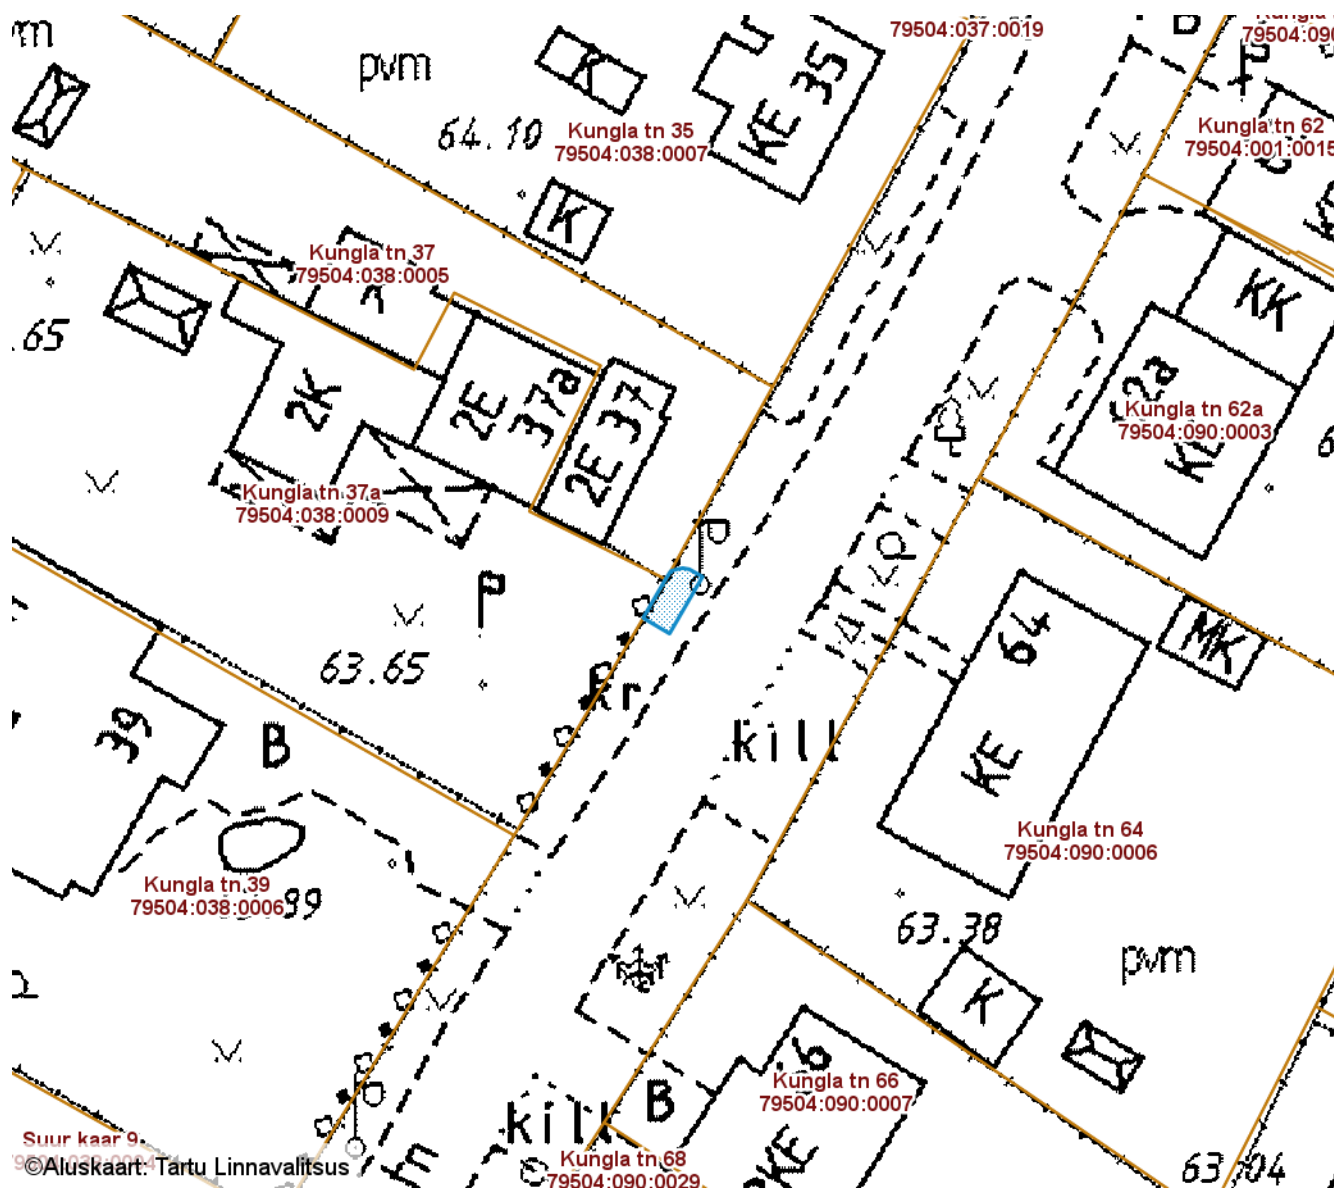 79504:037:0019
B
pvm
K
KE 35
64.10
Kungla tn 35
79504:038:0007
Kungla tn 62
79504:001:0015
K
Kungla tn 37
79504:038:0005
K
KK
.65
2K
2E
37a
2E 37
Kungla tn 62a
79504:090:0003
Kungla tn 37a
79504:038:0009
64
MK
63.65
kr
39
B
kill
KE
Kungla tn 64
79504:090:0006
Kungla tn 39
79504:038:0006
63.38
pvm
K
Kungla tn 66
79504:090:0007
B
kill
Suur kaar 9
Kungla tn 68
79504:090:0029
63.04
©Aluskaart: Tartu Linnavalitsus